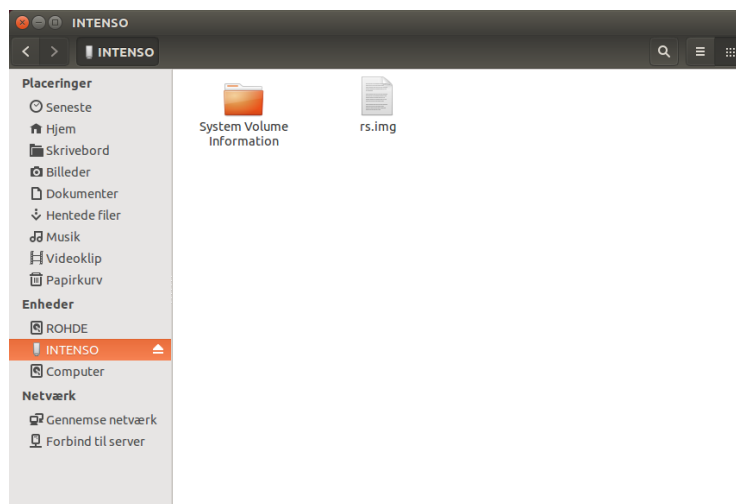 INTENSO
INTENSO
Placeringer
Seneste
Hjem
Skrivebord
Billeder
Dokumenter
Hentede filer
Musik
Videoklip
Papirkurv
Enheder
ROHDE
INTENSO
Computer
Netværk
Gennemse netværk
Forbind til server
System Volume
Information
rs.img